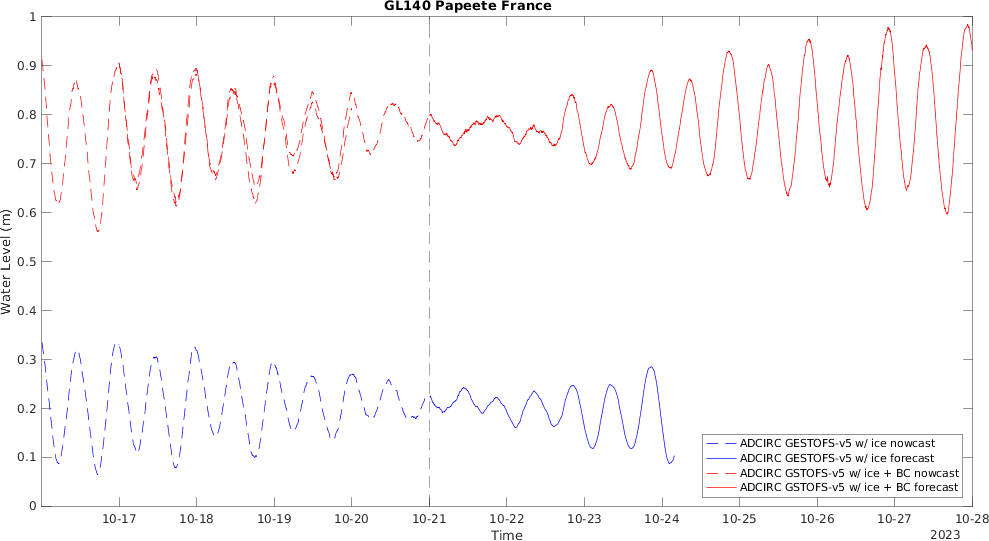 GL140 Papeete France
1
0.9
0.8
0.7
0.6
0.5
0.4
0.3
0.2
0.1
0
Water Level (m)
10-17 10-18 10-19 10-20 10-21 10-22 10-23 10-24 10-25 10-26 10-27 10-28
Time
2023
ADCIRC GESTOFS-v5 w/ ice nowcast
ADCIRC GESTOFS-v5 w/ ice forecast
ADCIRC GSTOFS-v5 w/ ice + BC nowcast
ADCIRC GSTOFS-v5 w/ ice + BC forecast